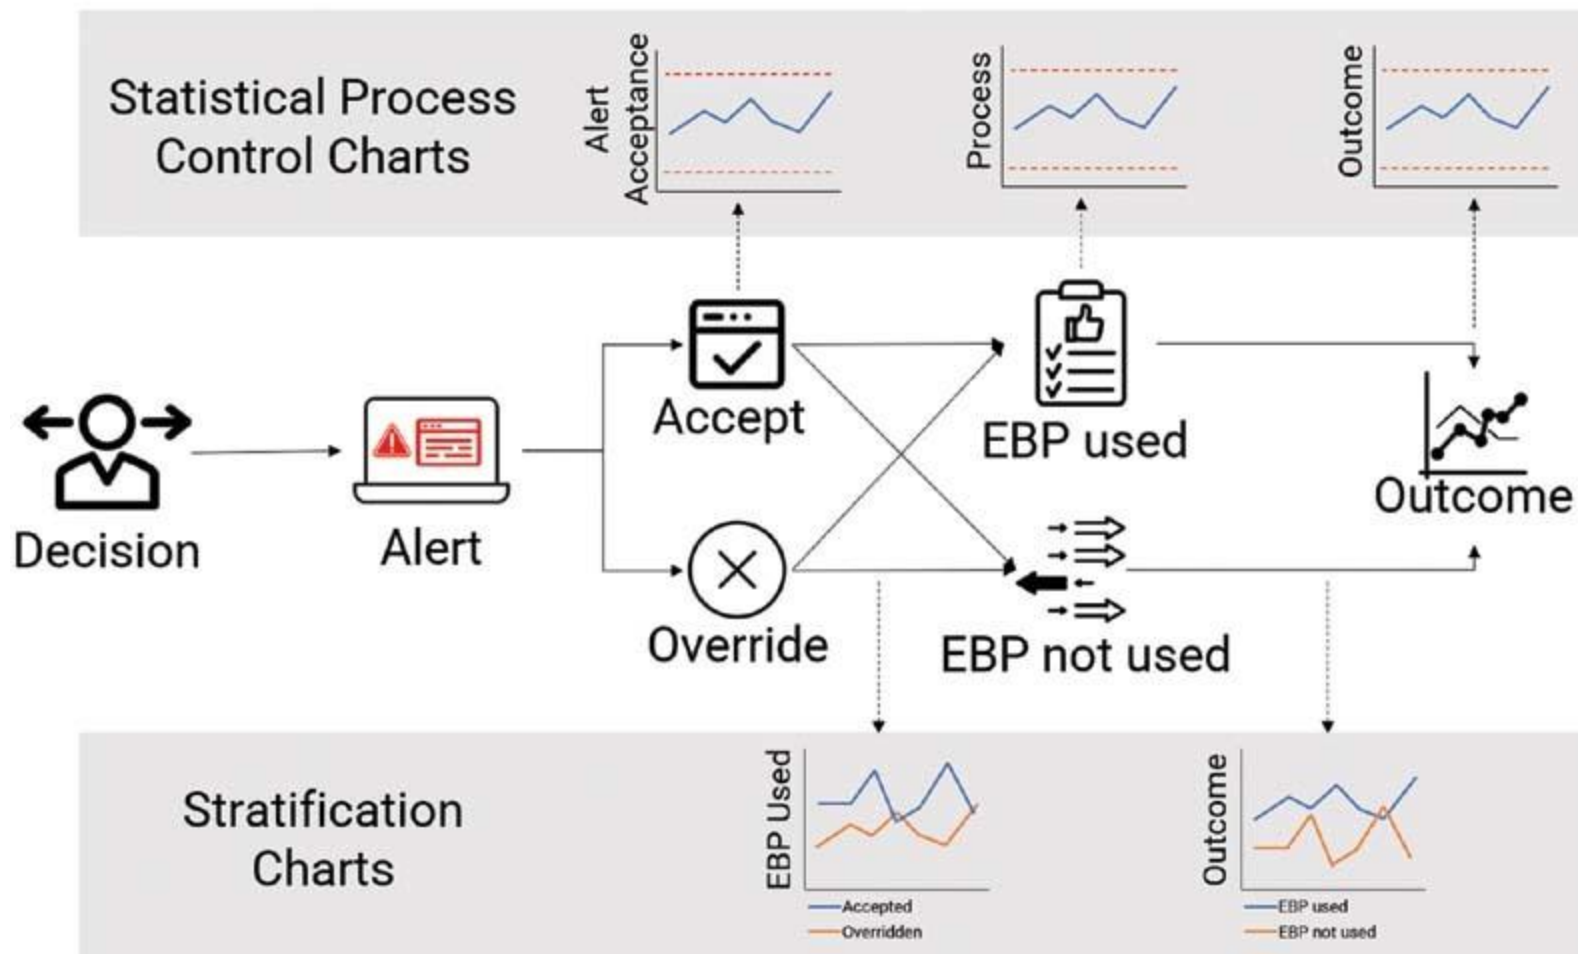 Statistical Process
Control Charts
Alert
Acceptance
Process
Outcome
Accept
EBP used
Outcome
Decision
Alert
Override
EBP not used
Stratification
Charts
EBP Used
Accepted
Overridden
Outcome
EBP used
EBP not used